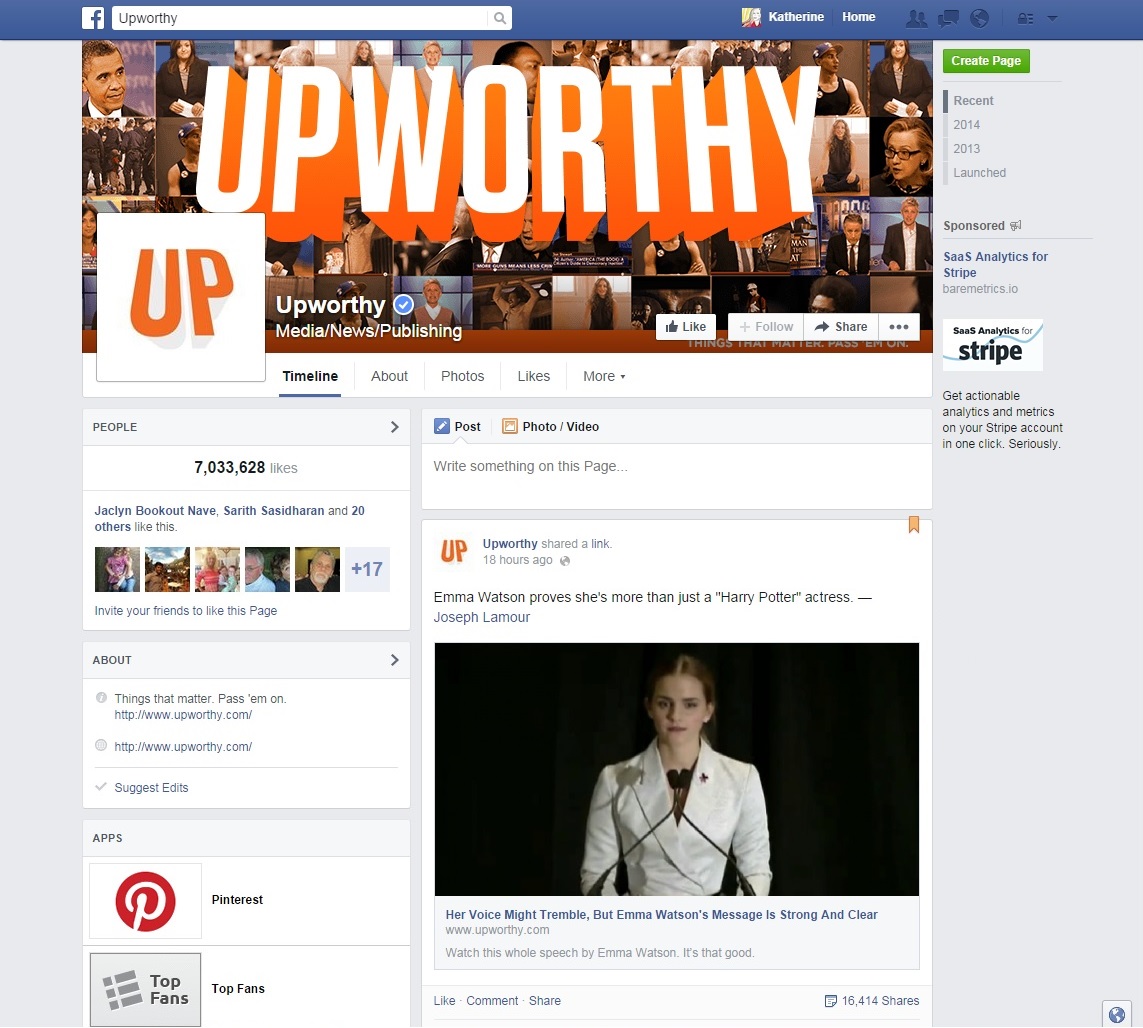 Upworthy
Katherine
Home
UPWORTHY
UP
Upworthy
Media/News/Publishing
Like
+ Follow
Share
•••
THINGS THAT MATTER. PASS 'EM ON.
MORE GUNS MEANS LESS
MAN
Create Page
Recent
2014
2013
Launched
Sponsored
SaaS Analytics for
Stripe
baremetrics.io
SaaS Analytics for
stripe
Get actionable
analytics and metrics
on your Stripe account
in one click. Seriously.
Timeline
About
Photos
Likes
More
PEOPLE
7,033,628 likes
Jaclyn Bookout Nave, Sarith Sasidharan and 20
others like this.
+17
Invite your friends to like this Page
ABOUT
Things that matter. Pass 'em on.
http://www.upworthy.com/
http://www.upworthy.com/
Suggest Edits
APPS
Pinterest
Top
Fans
Top Fans
Post
Photo / Video
Write something on this Page...
UP
Upworthy shared a link.
18 hours ago
Emma Watson proves she's more than just a "Harry Potter" actress. —
Joseph Lamour
Her Voice Might Tremble, But Emma Watson's Message Is Strong And Clear
www.upworthy.com
Watch this whole speech by Emma Watson. It's that good.
Like · Comment · Share
16,414 Shares